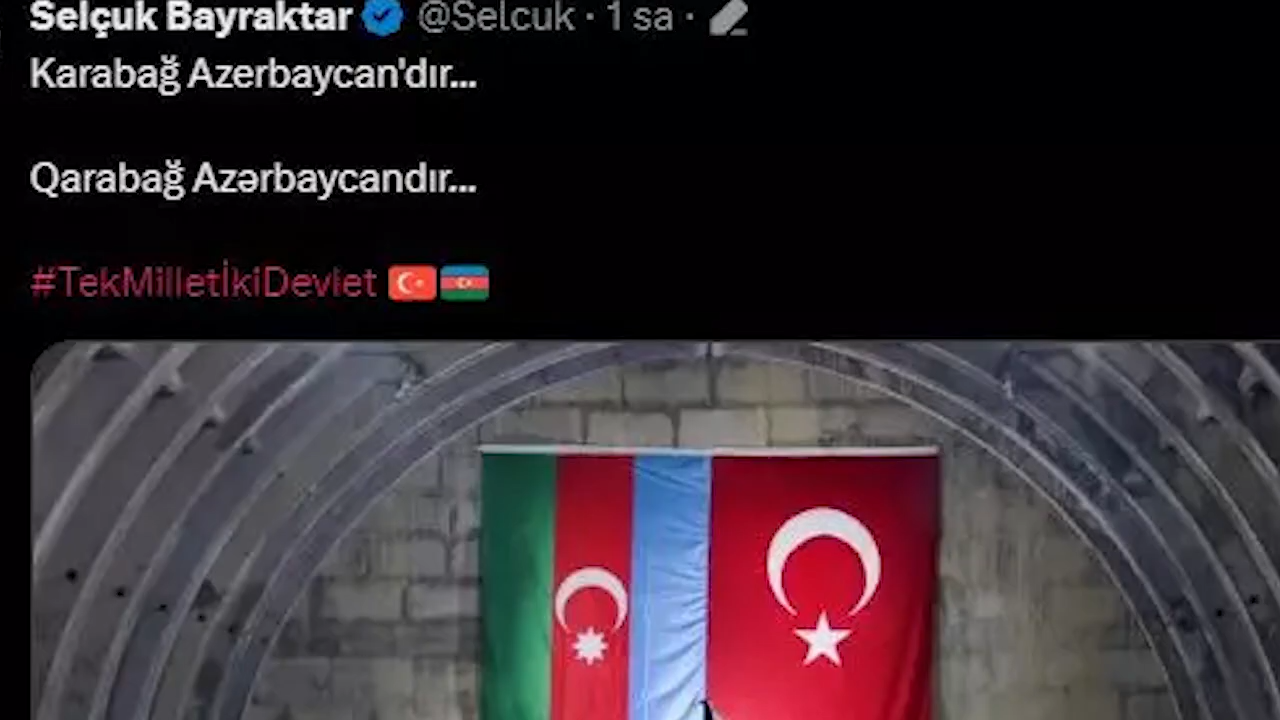 Selçuk Bayraktar @Selcuk · 1 sa ·
Karabağ Azerbaycan'dır...
Qarabağ Azərbaycandır...
#TekMilletİkiDevlet